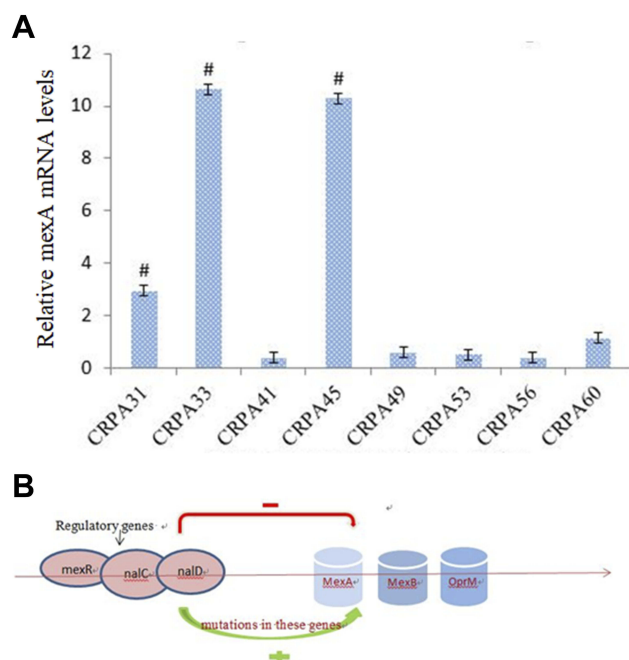 A
Relative mexA mRNA levels
12
10
8
6
4
2
0
#
#
#
CRPA31
CRPA33
CRPA41
CRPA45
CRPA49
CRPA53
CRPA56
CRPA60
B
Regulatory genes
mexR
nalC
nalD
MexA
MexB
OprM
mutations in these genes